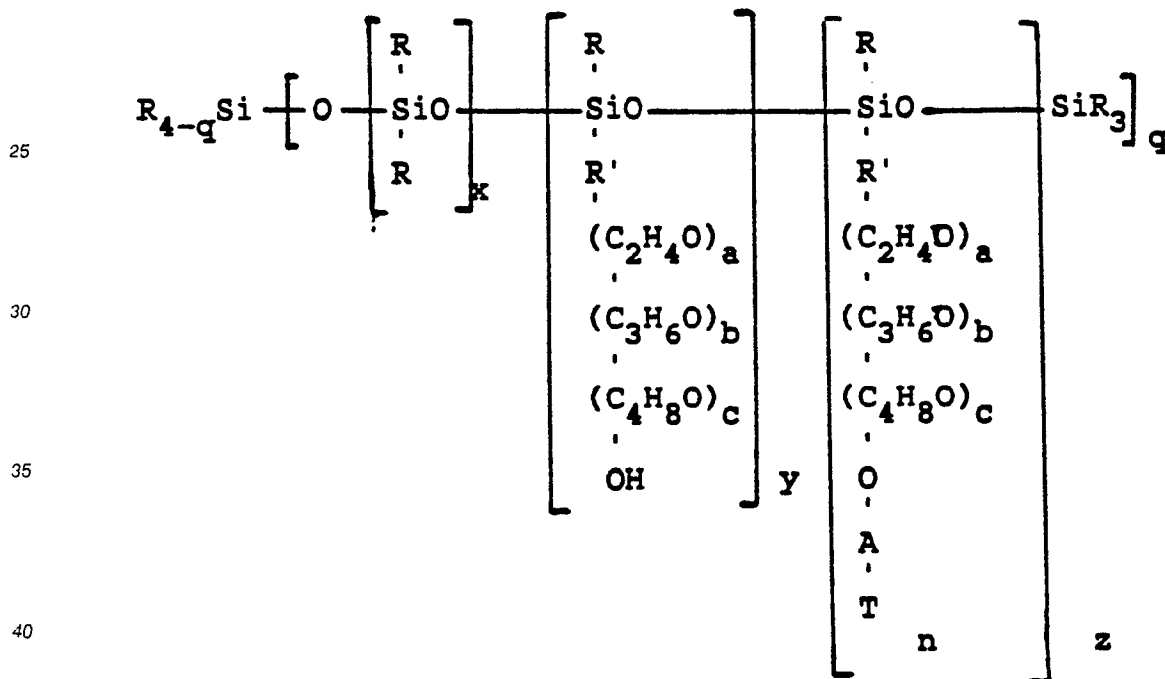 R R R
R4-qSi [ O SiO SiO SiO SiR3 ]q
25
R x R' R'
(C2H4O)a (C2H4O)a
30
(C3H6O)b (C3H6O)b
(C4H8O)c (C4H8O)c
35
OH y O
A
T
40
n z